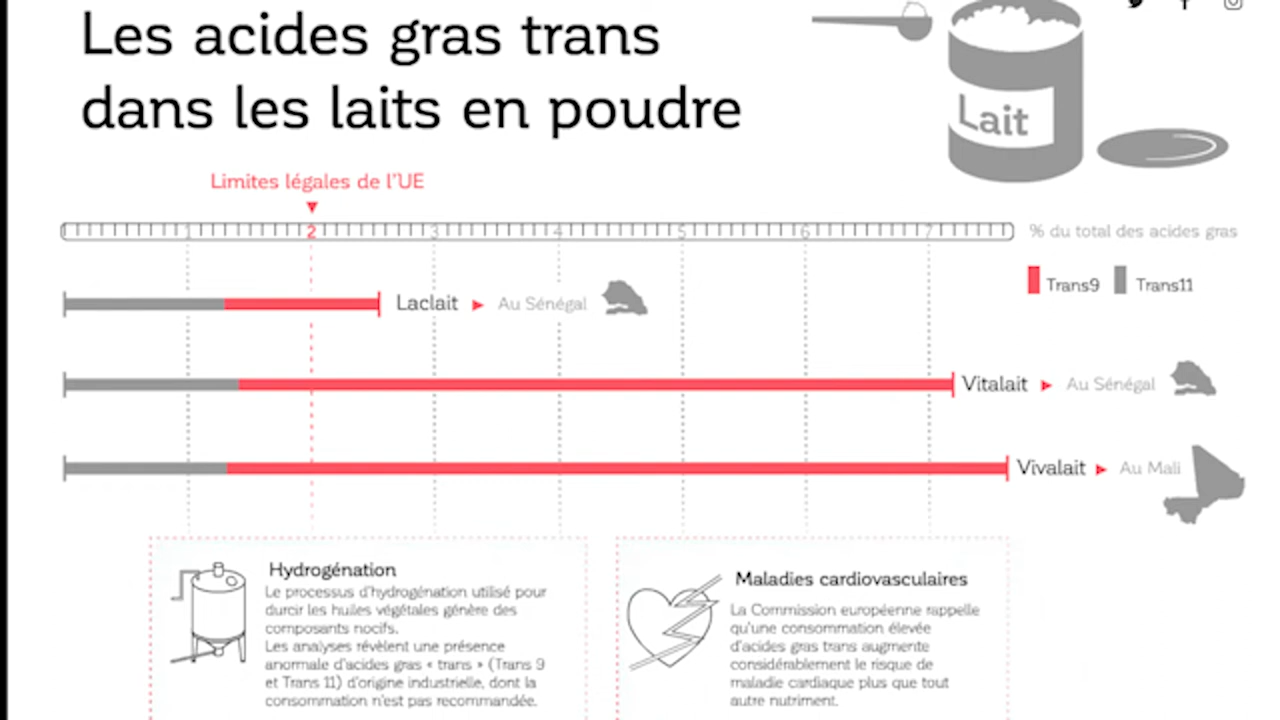 Les acides gras trans
dans les laits en poudre
Lait
Limites légales de l'UE
1 2 3 4 5 6 7
% du total des acides gras
Trans9 Trans11
Laclait Au Sénégal
Vitalait Au Sénégal
Vivalait Au Mali
Hydrogénation
Le processus d'hydrogénation utilisé pour
durcir les huiles végétales génère des
composants nocifs.
Les analyses révèlent une présence
anormale d'acides gras « trans » (Trans 9
et Trans 11) d'origine industrielle, dont la
consommation n'est pas recommandée.
Maladies cardiovasculaires
La Commission européenne rappelle
qu'une consommation élevée
d'acides gras trans augmente
considérablement le risque de
maladie cardiaque plus que tout
autre nutriment.